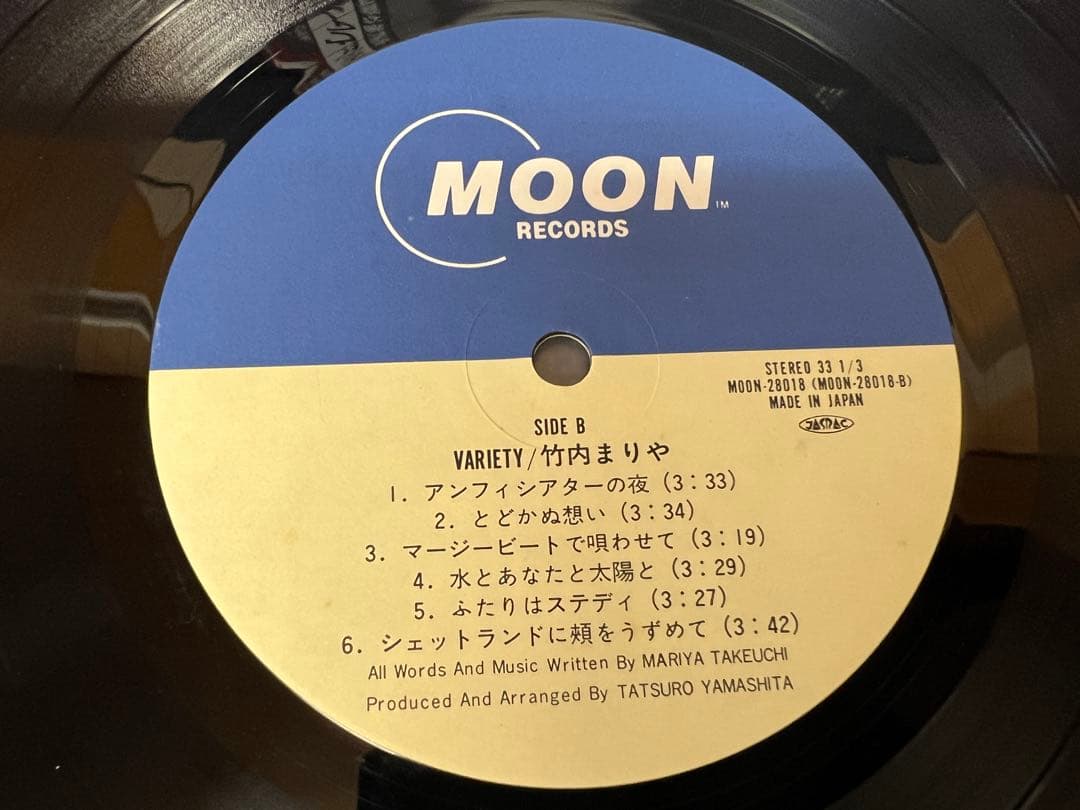 MOON™
RECORDS
STEREO 33 1/3
MOON-28018 (MOON-28018-B)
MADE IN JAPAN
JASRAC
SIDE B
VARIETY/竹内まりや
1. アンフィシアターの夜 (3:33)
2. とどかぬ想い (3:34)
3. マージービートで唄わせて (3:19)
4. 水とあなたと太陽と (3:29)
5. ふたりはステディ (3:27)
6. シェットランドに頰をうずめて (3:42)
All Words And Music Written By MARIYA TAKEUCHI
Produced And Arranged By TATSURO YAMASHITA